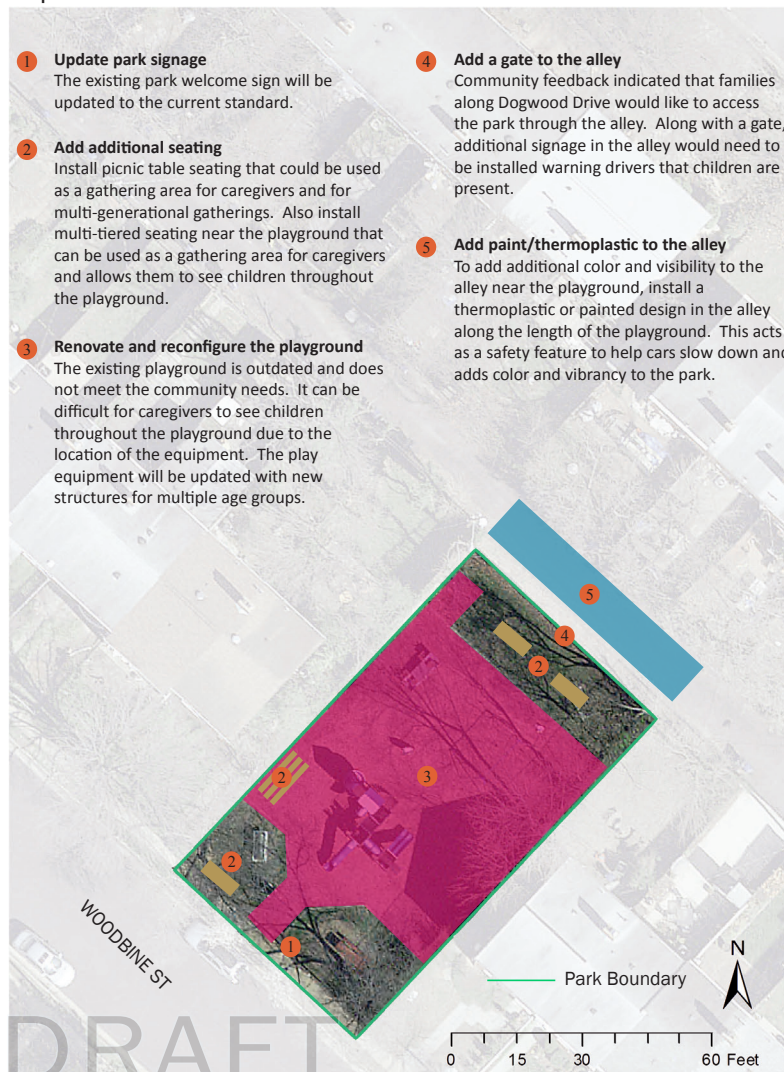 1 Update park signage
The existing park welcome sign will be
updated to the current standard.
2 Add additional seating
Install picnic table seating that could be used
as a gathering area for caregivers and for
multi-generational gatherings. Also install
multi-tiered seating near the playground that
can be used as a gathering area for caregivers
and allows them to see children throughout
the playground.
3 Renovate and reconfigure the playground
The existing playground is outdated and does
not meet the community needs. It can be
difficult for caregivers to see children
throughout the playground due to the
location of the equipment. The play
equipment will be updated with new
structures for multiple age groups.
4 Add a gate to the alley
Community feedback indicated that families
along Dogwood Drive would like to access
the park through the alley. Along with a gate,
additional signage in the alley would need to
be installed warning drivers that children are
present.
5 Add paint/thermoplastic to the alley
To add additional color and visibility to the
alley near the playground, install a
thermoplastic or painted design in the alley
along the length of the playground. This acts
as a safety feature to help cars slow down and
adds color and vibrancy to the park.
5
4
2
3
2
2
1
WOODBINE ST
Park Boundary
N
DRAFT
0 15 30 60 Feet